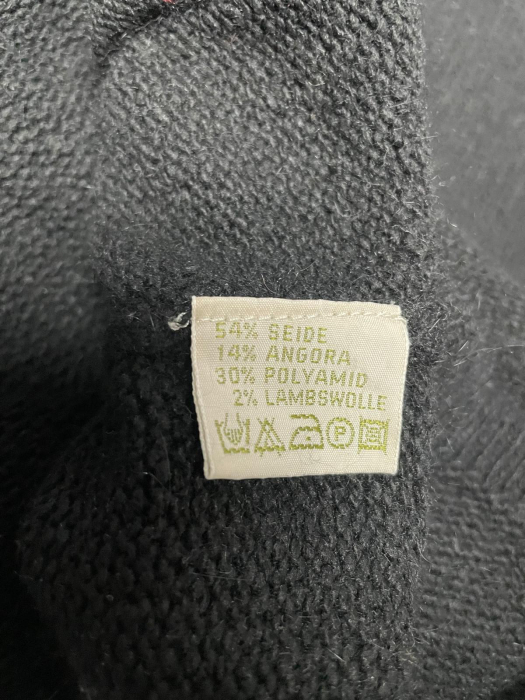 54% SEIDE
14% ANGORA
30% POLYAMID
2% LAMBSWOLLE
P